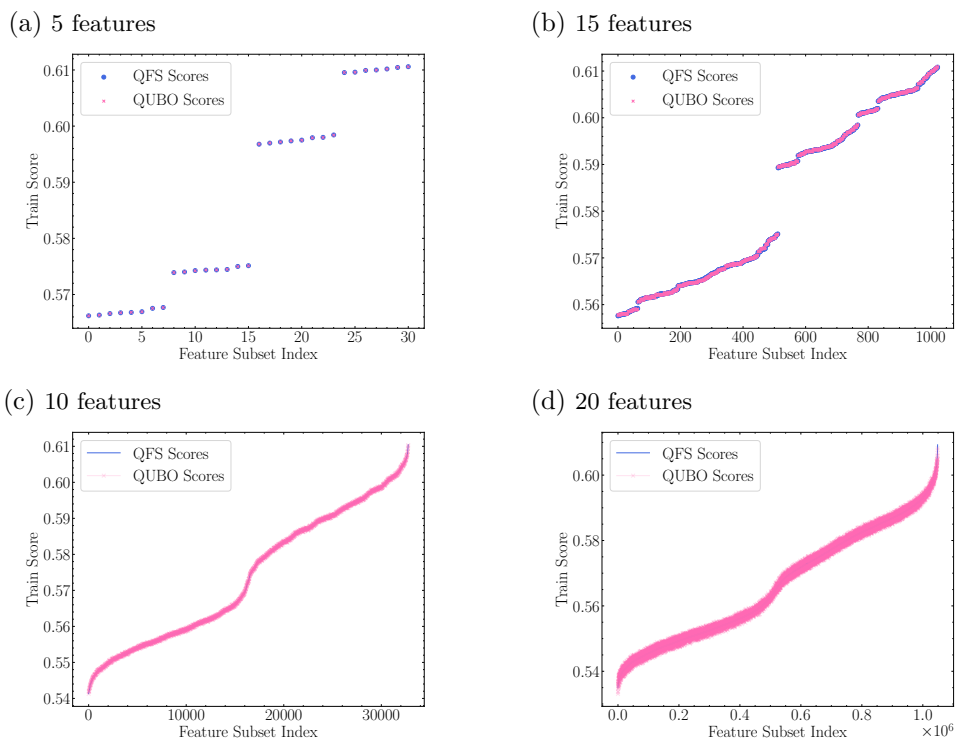 (a) 5 features
0.61
0.60
0.59
0.58
0.57
Train Score
QFS Scores
QUBO Scores
0 5 10 15 20 25 30
Feature Subset Index
(b) 15 features
0.61
0.60
0.59
0.58
0.57
0.56
Train Score
QFS Scores
QUBO Scores
0 200 400 600 800 1000
Feature Subset Index
(c) 10 features
0.61
0.60
0.59
0.58
0.57
0.56
0.55
0.54
Train Score
QFS Scores
QUBO Scores
0 10000 20000 30000
Feature Subset Index
(d) 20 features
0.60
0.58
0.56
0.54
Train Score
QFS Scores
QUBO Scores
0.0 0.2 0.4 0.6 0.8 1.0
×10⁶
Feature Subset Index